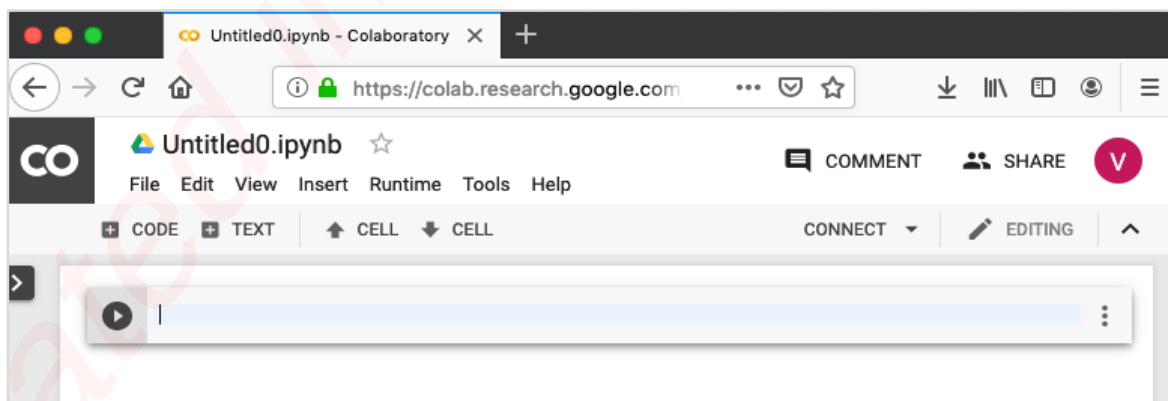 CO Untitled0.ipynb - Colaboratory
https://colab.research.google.com
CO Untitled0.ipynb
COMMENT SHARE V
File Edit View Insert Runtime Tools Help
CODE TEXT CELL CELL CONNECT EDITING